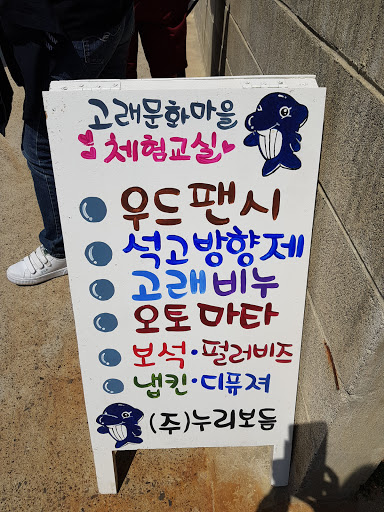 고래문화마을
체험교실
우드팬시
석고방향제
고래비누
오토마타
보석·펄러비즈
냅킨·디퓨져
(주)누리보듬